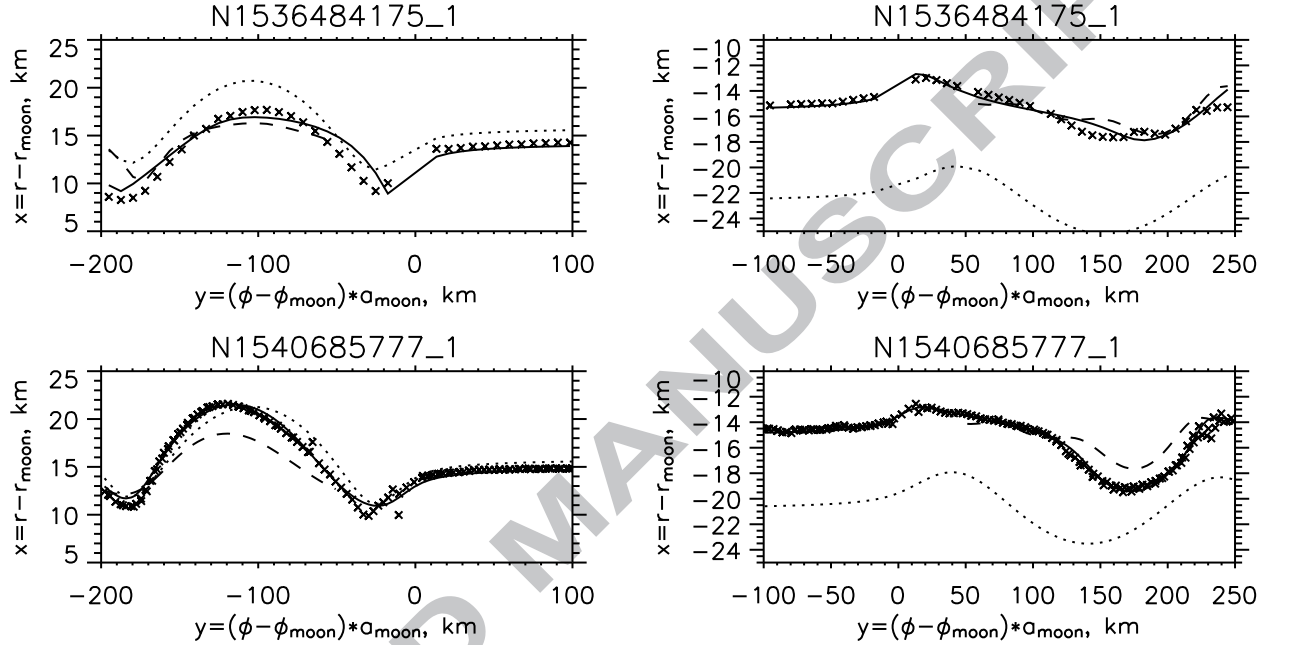 N1536484175_1
25
20
15
10
5
x=r−r_moon, km
−200 −100 0 100
y=(ϕ−ϕ_moon)*a_moon, km
N1536484175_1
−10
−12
−14
−16
−18
−20
−22
−24
x=r−r_moon, km
−100 −50 0 50 100 150 200 250
y=(ϕ−ϕ_moon)*a_moon, km
N1540685777_1
25
20
15
10
5
x=r−r_moon, km
−200 −100 0 100
y=(ϕ−ϕ_moon)*a_moon, km
N1540685777_1
−10
−12
−14
−16
−18
−20
−22
−24
x=r−r_moon, km
−100 −50 0 50 100 150 200 250
y=(ϕ−ϕ_moon)*a_moon, km
D MANUSCRIP